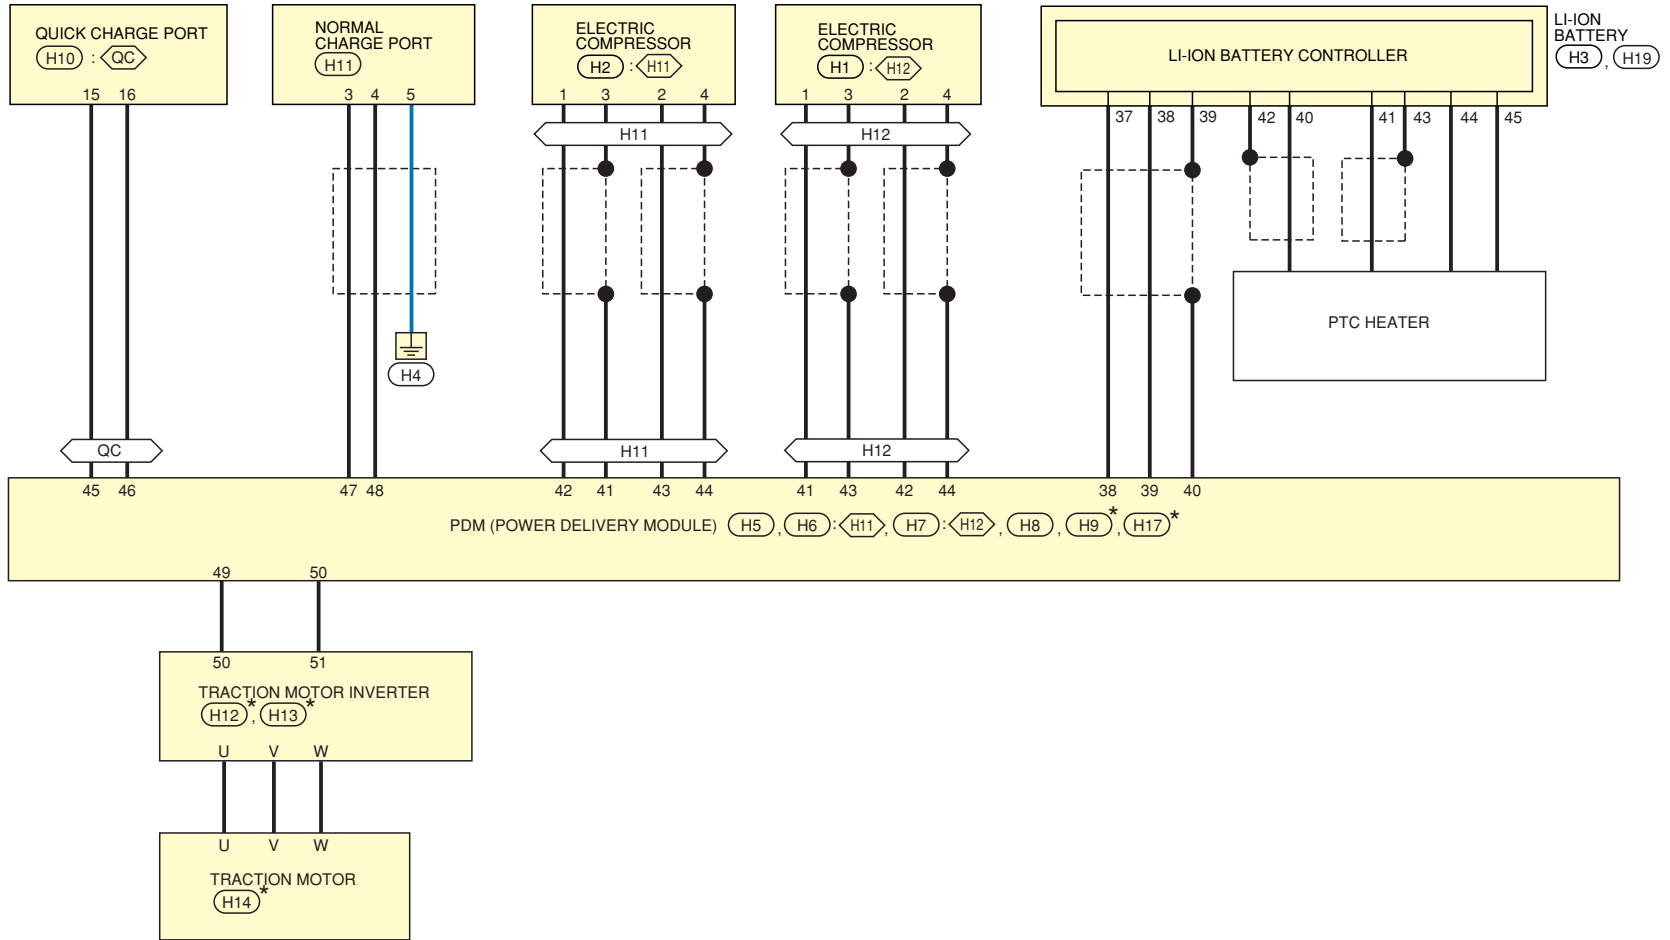 QUICK CHARGE PORT
H10 : QC
15 16
NORMAL
CHARGE PORT
H11
3 4 5
ELECTRIC
COMPRESSOR
H2 : H11
1 3 2 4
ELECTRIC
COMPRESSOR
H1 : H12
1 3 2 4
LI-ION BATTERY CONTROLLER
LI-ION
BATTERY
H3 , H19
37 38 39 42 40 41 43 44 45
H11
H12
PTC HEATER
H4
QC
H11
H12
45 46 47 48 42 41 43 44 41 43 42 44 38 39 40
PDM (POWER DELIVERY MODULE) H5 , H6 : H11 , H7 : H12 , H8 , H9* , H17*
49 50
50 51
TRACTION MOTOR INVERTER
H12* , H13*
U V W
U V W
TRACTION MOTOR
H14*